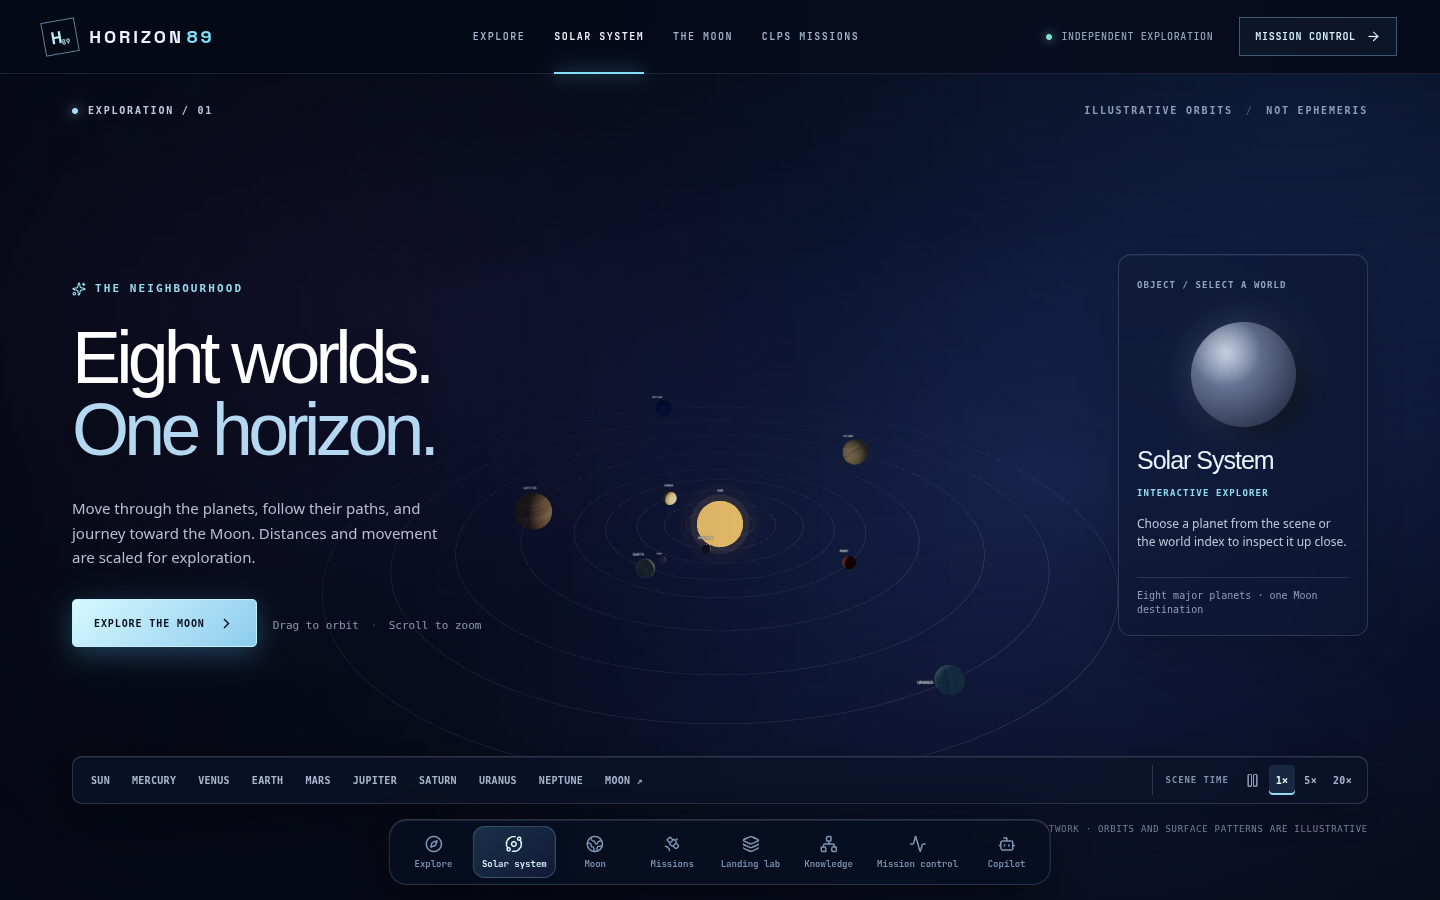 H89 HORIZON 89
EXPLORE SOLAR SYSTEM THE MOON CLPS MISSIONS
INDEPENDENT EXPLORATION
MISSION CONTROL →
EXPLORATION / 01
ILLUSTRATIVE ORBITS / NOT EPHEMERIS
THE NEIGHBOURHOOD
Eight worlds.
One horizon.
Move through the planets, follow their paths, and
journey toward the Moon. Distances and movement
are scaled for exploration.
EXPLORE THE MOON
Drag to orbit · Scroll to zoom
JUPITER
EARTH
MARS
URANUS
OBJECT / SELECT A WORLD
Solar System
INTERACTIVE EXPLORER
Choose a planet from the scene or
the world index to inspect it up close.
Eight major planets · one Moon
destination
SUN MERCURY VENUS EARTH MARS JUPITER SATURN URANUS NEPTUNE MOON ↗
SCENE TIME 1× 5× 20×
TWORK · ORBITS AND SURFACE PATTERNS ARE ILLUSTRATIVE
Explore Solar system Moon Missions Landing lab Knowledge Mission control Copilot